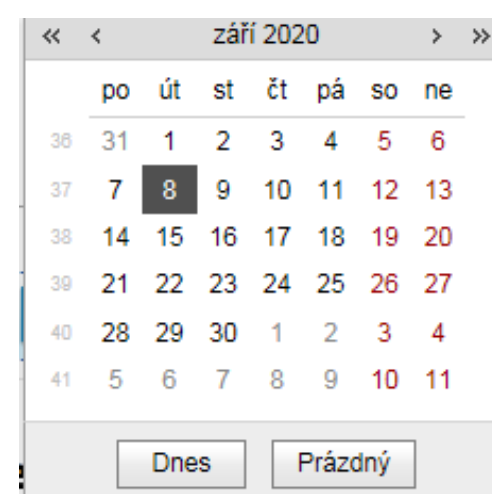 « ‹ září 2020 › »
po út st čt pá so ne
36 31 1 2 3 4 5 6
37 7 8 9 10 11 12 13
38 14 15 16 17 18 19 20
39 21 22 23 24 25 26 27
40 28 29 30 1 2 3 4
41 5 6 7 8 9 10 11
Dnes Prázdný